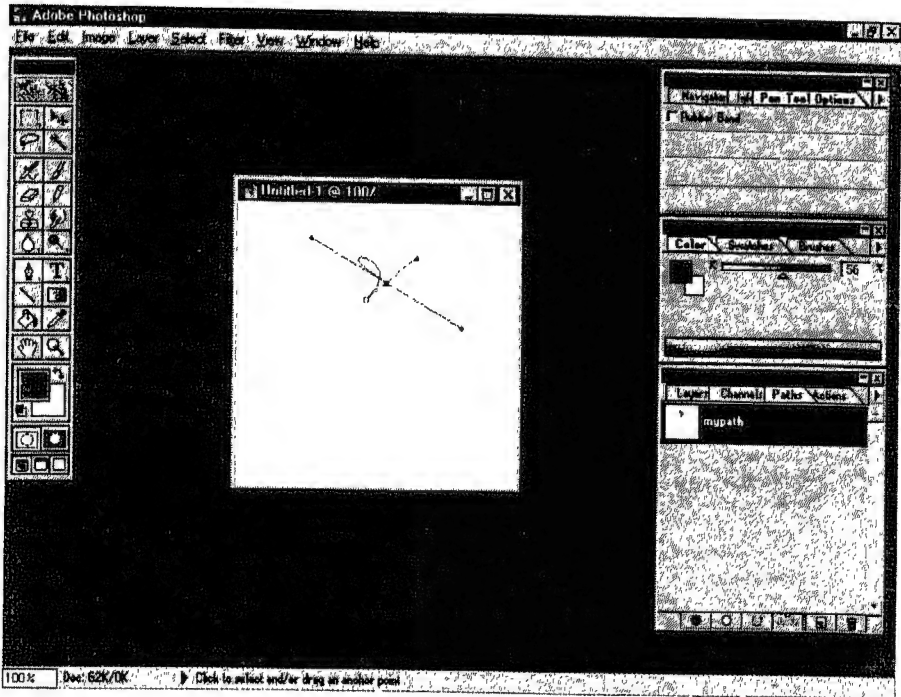 Adobe Photoshop
File Edit Image Layer Select Filter View Window Help
Navigator Info Pen Tool Options
Rubber Band
Untitled-1 @ 100%
Color Swatches Brushes
K 56 %
Layers Channels Paths Actions
mypath
T
100% Doc: 62K/0K Click to select and/or drag an anchor point